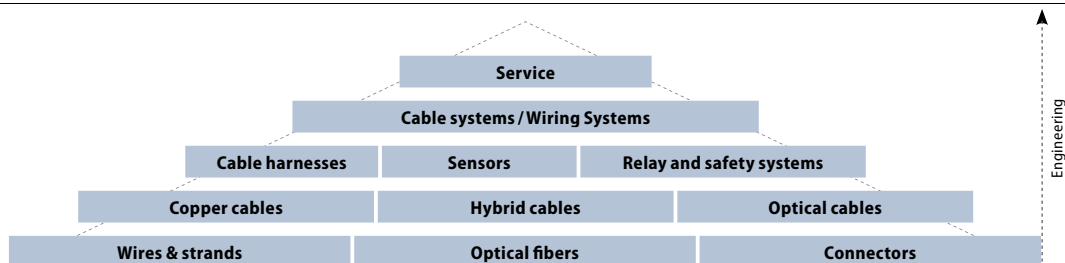 Service
Cable systems / Wiring Systems
Cable harnesses
Sensors
Relay and safety systems
Copper cables
Hybrid cables
Optical cables
Wires & strands
Optical fibers
Connectors
Engineering